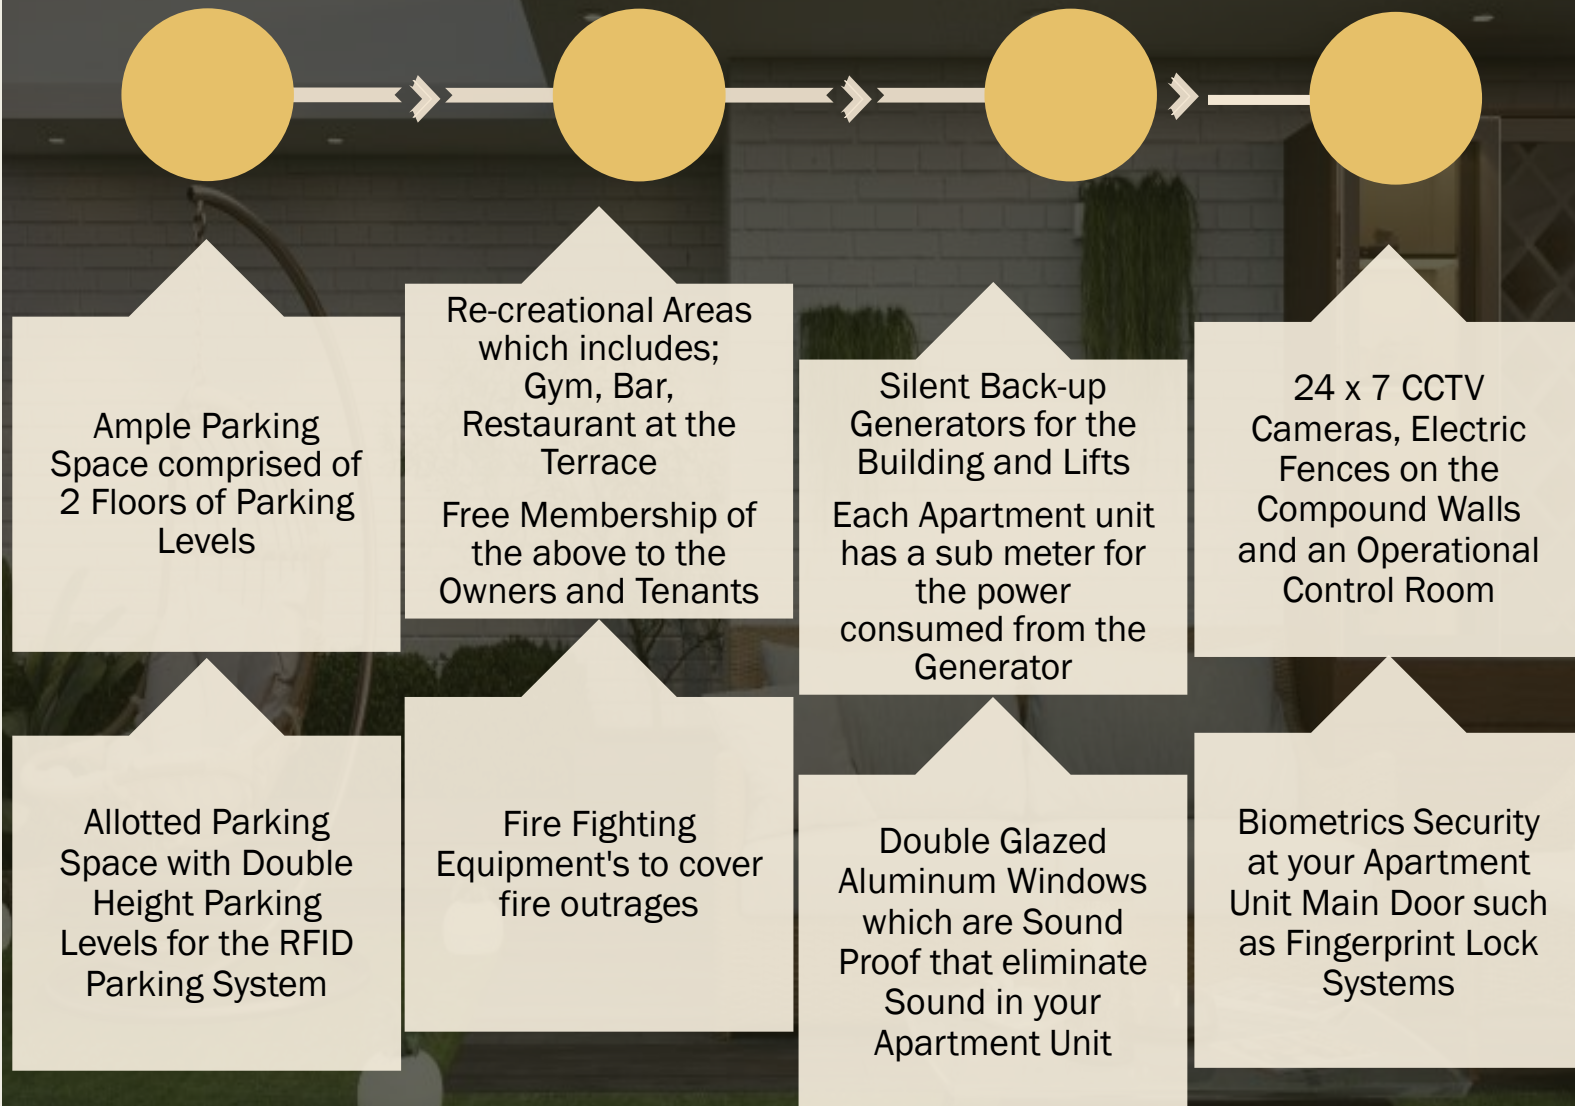 Ample Parking
Space comprised of
2 Floors of Parking
Levels
Re-creational Areas
which includes;
Gym, Bar,
Restaurant at the
Terrace
Free Membership of
the above to the
Owners and Tenants
Silent Back-up
Generators for the
Building and Lifts
Each Apartment unit
has a sub meter for
the power
consumed from the
Generator
24 x 7 CCTV
Cameras, Electric
Fences on the
Compound Walls
and an Operational
Control Room
Allotted Parking
Space with Double
Height Parking
Levels for the RFID
Parking System
Fire Fighting
Equipment's to cover
fire outrages
Double Glazed
Aluminum Windows
which are Sound
Proof that eliminate
Sound in your
Apartment Unit
Biometrics Security
at your Apartment
Unit Main Door such
as Fingerprint Lock
Systems